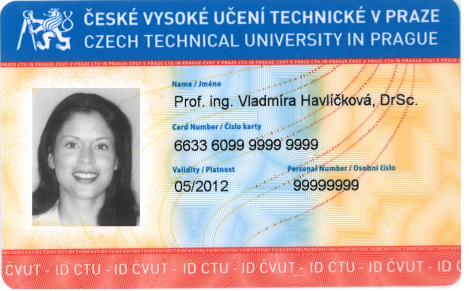 ČESKÉ VYSOKÉ UČENÍ TECHNICKÉ V PRAZE
CZECH TECHNICAL UNIVERSITY IN PRAGUE
Name / Jméno
Prof. ing. Vladmíra Havlíčková, DrSc.
Card Number / Číslo karty
6633 6099 9999 9999
Validity / Platnost
Personal Number / Osobní číslo
05/2012
99999999
ČVUT - ID CTU - ID ČVUT - ID CTU - ID ČVUT - ID CTU - ID ČVUT